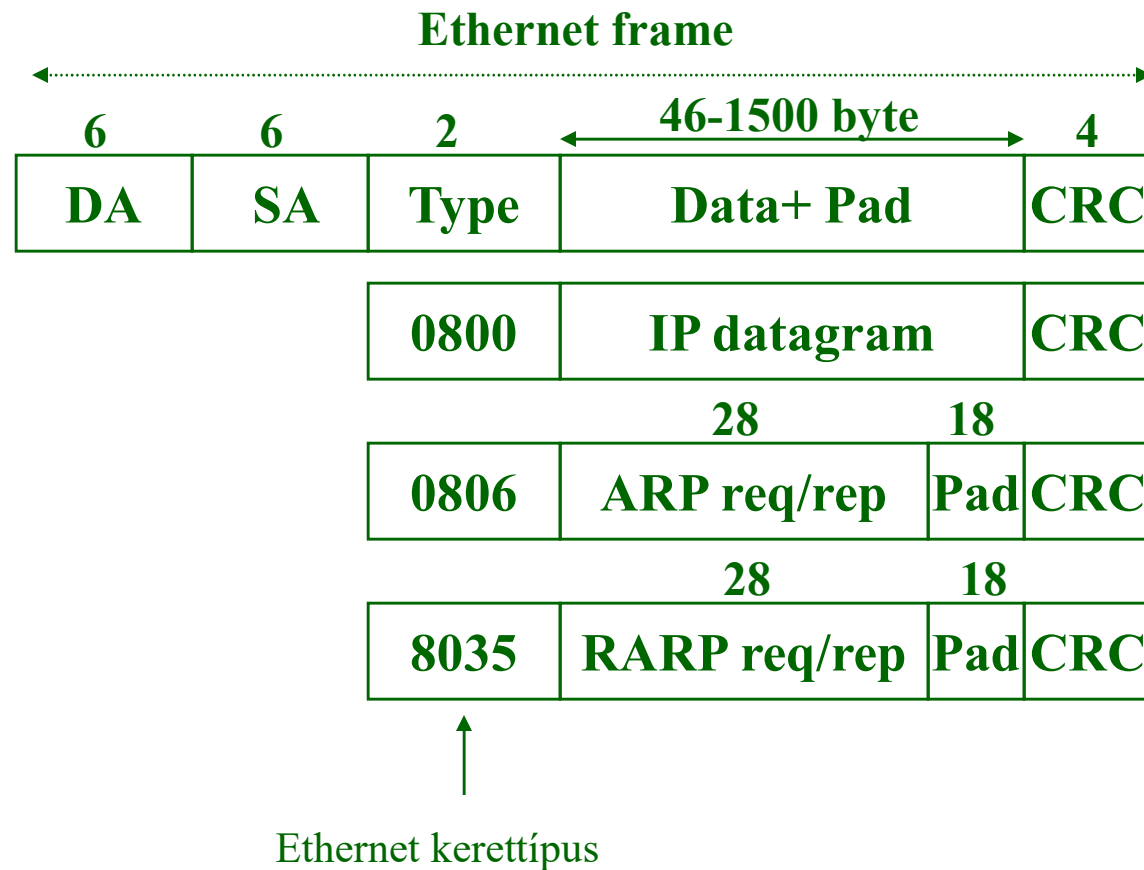 Ethernet frame
6 6 2 46-1500 byte 4
DA SA Type Data+ Pad CRC
0800 IP datagram CRC
28 18
0806 ARP req/rep Pad CRC
28 18
8035 RARP req/rep Pad CRC
Ethernet kerettípus